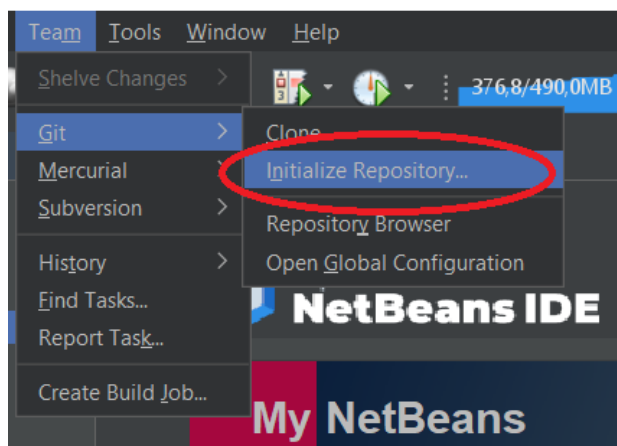 Team Tools Window Help
Shelve Changes
376,8/490,0MB
Git
Clone
Mercurial
Initialize Repository...
Subversion
Repository Browser
History
Open Global Configuration
Find Tasks...
NetBeans IDE
Report Task...
Create Build Job...
My NetBeans